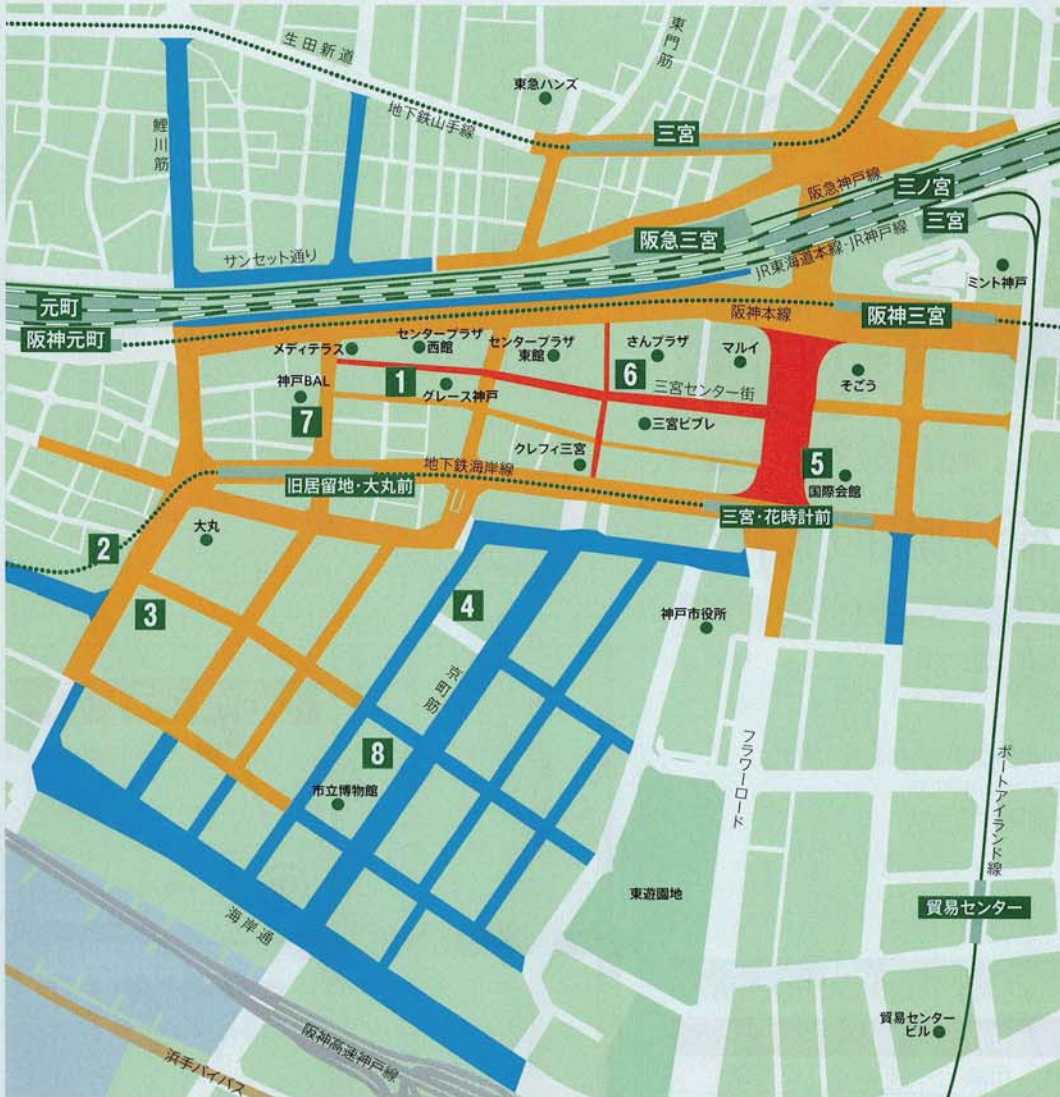 生田新道
東門筋
東急ハンズ
地下鉄山手線
鯉川筋
三宮
阪急神戸線
三ノ宮
三宮
阪急三宮
サンセット通り
JR東海道本線・JR神戸線
ミント神戸
元町
阪神元町
阪神本線
阪神三宮
メディテラス
センタープラザ
西館
センタープラザ
東館
さんプラザ
マルイ
そごう
1
6
三宮センター街
神戸BAL
グレース神戸
7
三宮ビブレ
クレフィ三宮
地下鉄海岸線
5
国際会館
旧居留地・大丸前
三宮・花時計前
大丸
2
3
4
神戸市役所
京町筋
8
フラワーロード
市立博物館
ポートアイランド線
東遊園地
貿易センター
海岸通
貿易センター
ビル
阪神高速神戸線
浜手バイパス